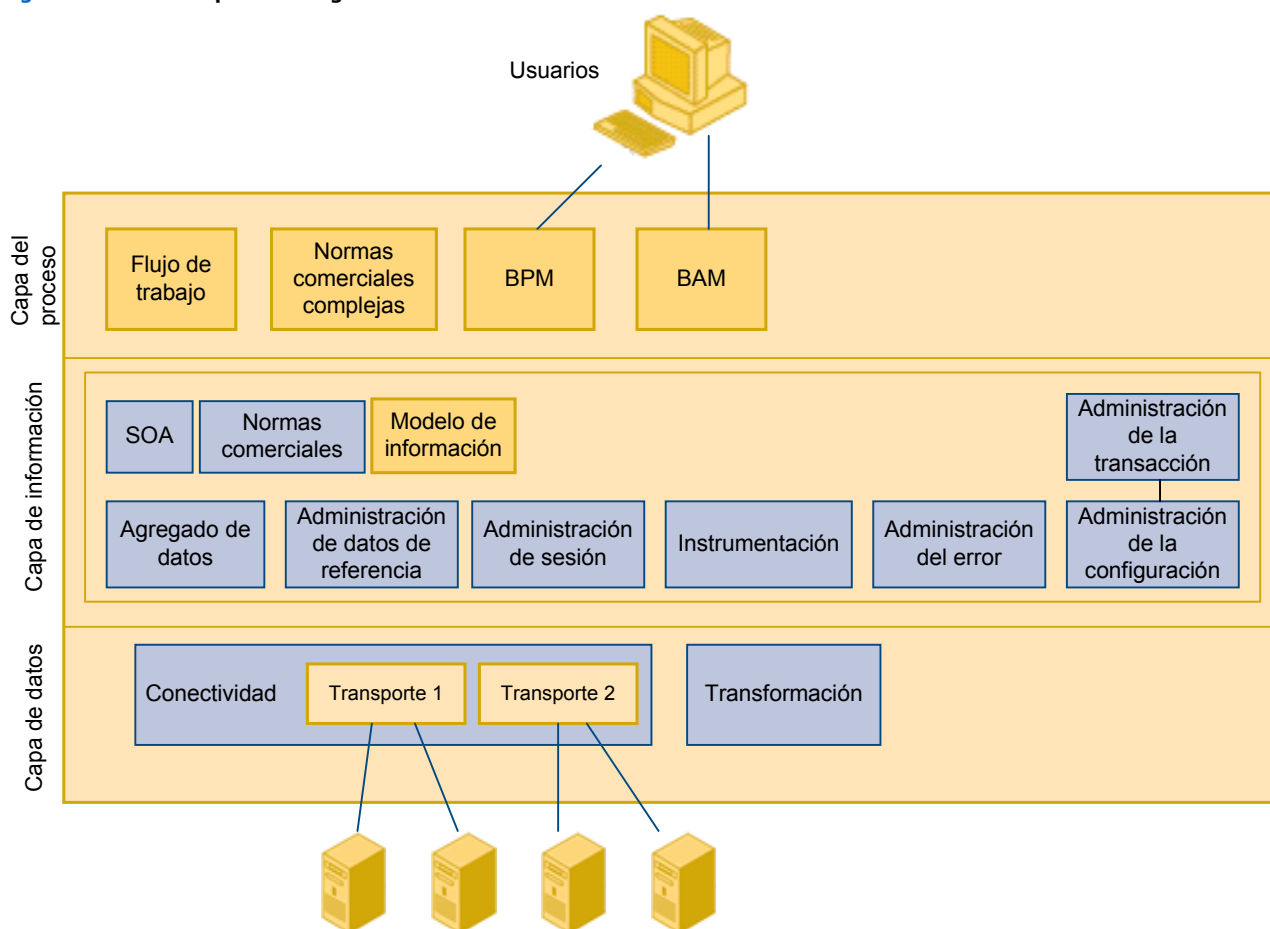 Usuarios
Capa del
proceso
Flujo de
trabajo
Normas
comerciales
complejas
BPM
BAM
Capa de información
SOA
Normas
comerciales
Modelo de
información
Administración
de la
transacción
Agregado de
datos
Administración
de datos de
referencia
Administración
de sesión
Instrumentación
Administración
del error
Administración
de la
configuración
Capa de datos
Conectividad
Transporte 1
Transporte 2
Transformación